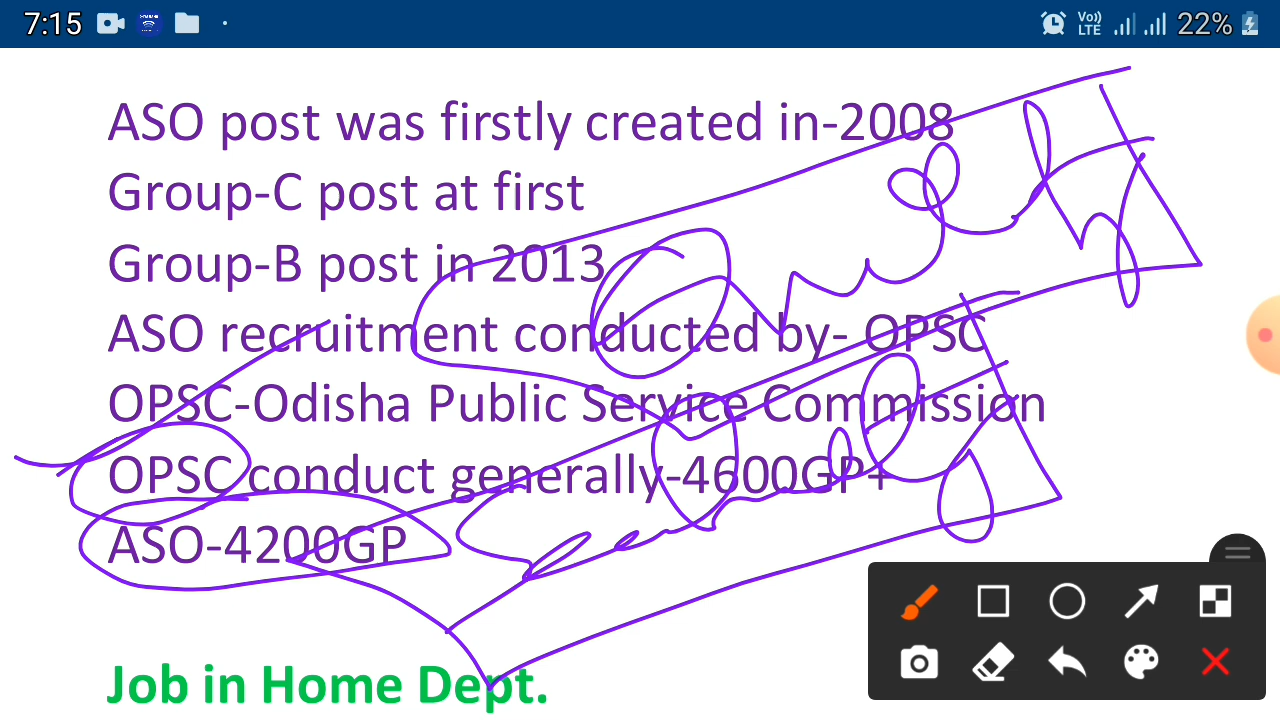 7:15 Vo)) LTE 22%
ASO post was firstly created in-2008
Group-C post at first
Group-B post in 2013
ASO recruitment conducted by- OPSC
OPSC-Odisha Public Service Commission
OPSC conduct generally-4600GP+
ASO-4200GP
Job in Home Dept.